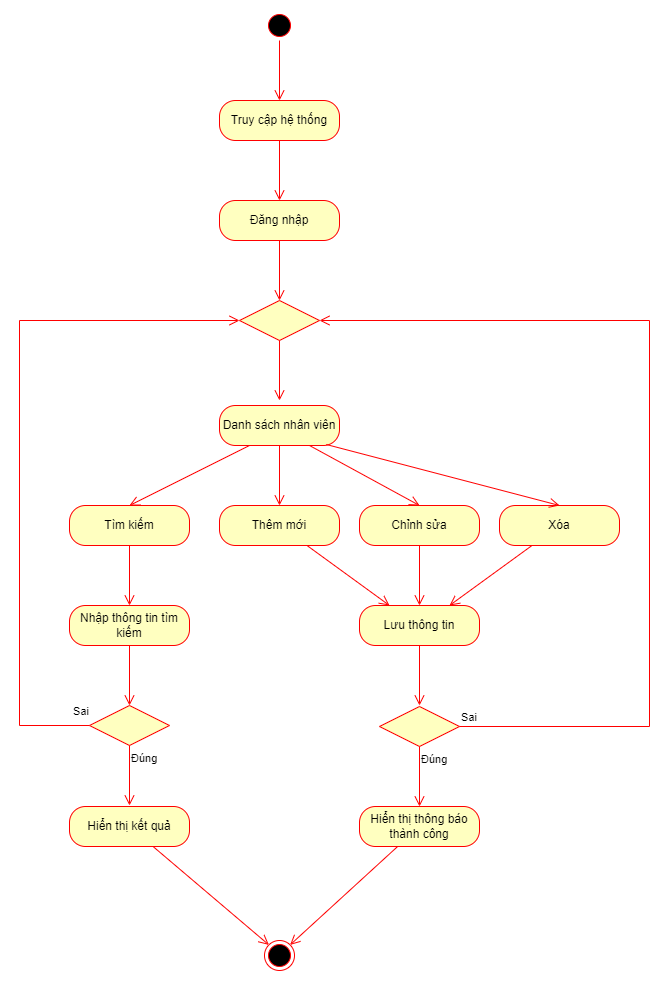 Truy cập hệ thống
Đăng nhập
Danh sách nhân viên
Tìm kiếm
Thêm mới
Chỉnh sửa
Xóa
Nhập thông tin tìm
kiếm
Lưu thông tin
Sai
Sai
Đúng
Đúng
Hiển thị kết quả
Hiển thị thông báo
thành công